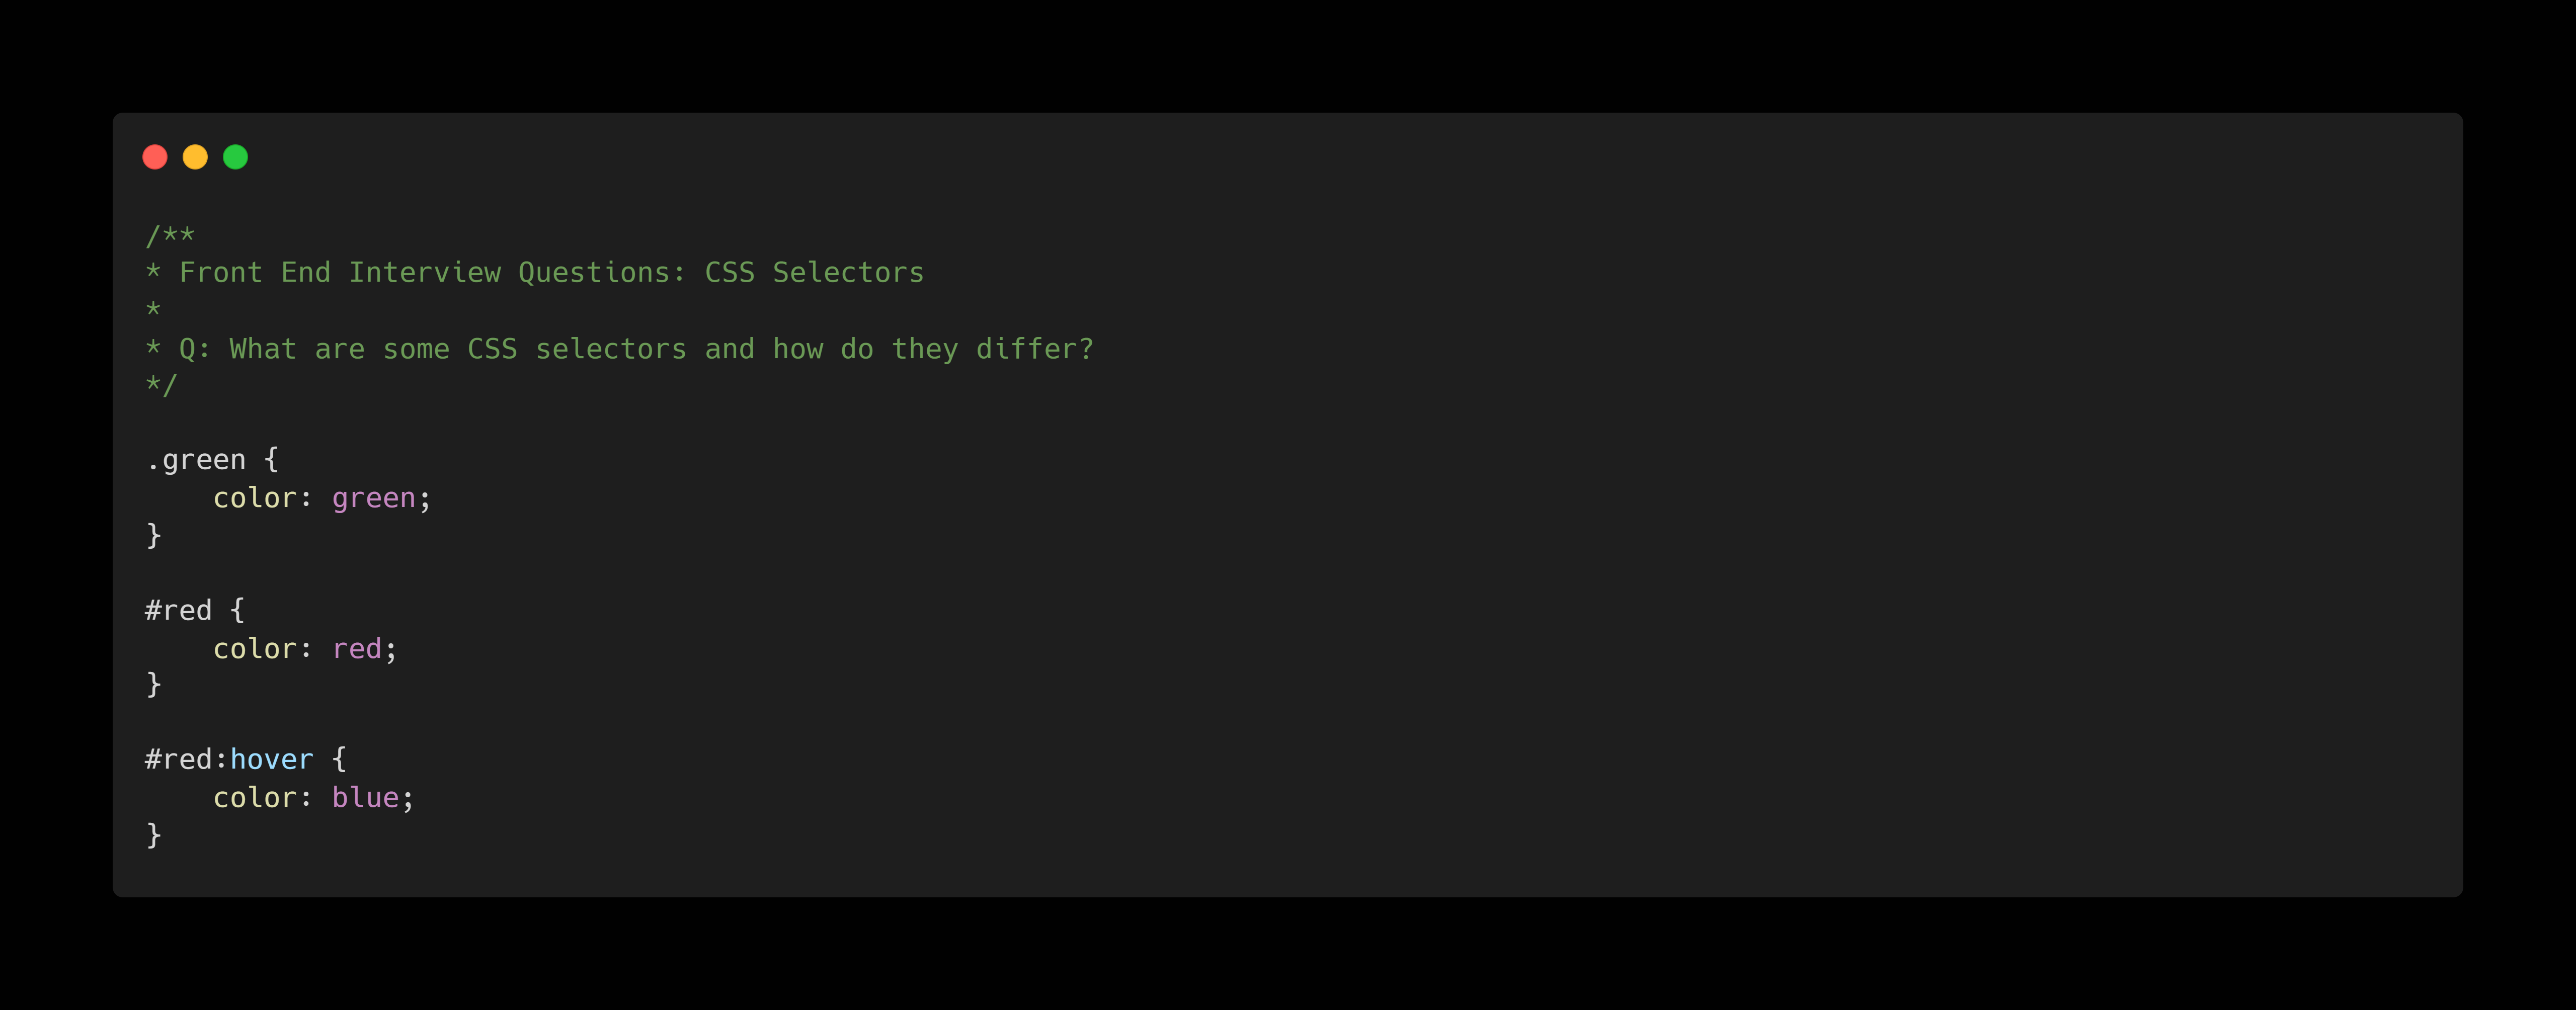 /**
* Front End Interview Questions: CSS Selectors
*
* Q: What are some CSS selectors and how do they differ?
*/
.green {
    color: green;
}
#red {
    color: red;
}
#red:hover {
    color: blue;
}